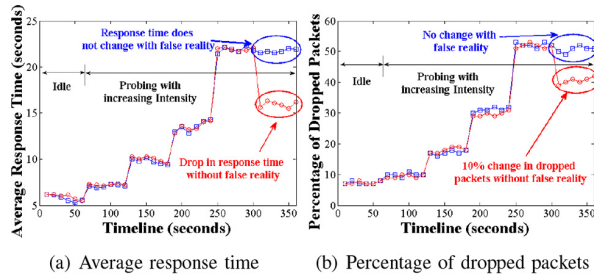 Average Response Time (seconds)
25
20
15
10
5
0 50 100 150 200 250 300 350
Timeline (seconds)
Response time does
not change with false reality
Idle
Probing with
increasing Intensity
Drop in response time
without false reality
(a) Average response time
Percentage of Dropped Packets
60
50
40
30
20
10
0
0 50 100 150 200 250 300 350
Timeline (seconds)
No change with
false reality
Idle
Probing with
increasing Intensity
10% change in dropped
packets without false reality
(b) Percentage of dropped packets